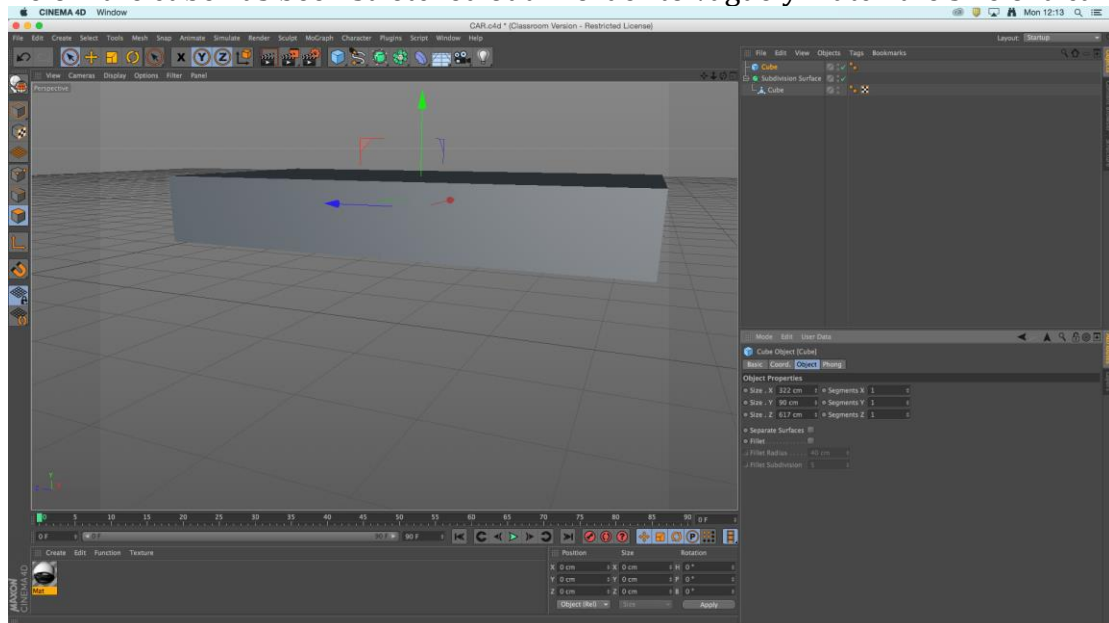 CINEMA 4D Window
Mon 12:13
CAR.c4d * (Classroom Version - Restricted License)
File Edit Create Select Tools Mesh Snap Animate Simulate Render Sculpt MoGraph Character Plugins Script Window Help
Layout: Startup
X Y Z
File Edit View Objects Tags Bookmarks
View Cameras Display Options Filter Panel
Perspective
Cube
Subdivision Surface
Cube
Mode Edit User Data
Cube Object [Cube]
Basic Coord. Object Phong
Object Properties
Size . X 322 cm Segments X 1
Size . Y 90 cm Segments Y 1
Size . Z 617 cm Segments Z 1
Separate Surfaces
Fillet
Fillet Radius 40 cm
Fillet Subdivision 5
Y
0 5 10 15 20 25 30 35 40 45 50 55 60 65 70 75 80 85 90 0 F
0 F 0 F 90 F 90 F
Create Edit Function Texture
Position Size Rotation
X 0 cm X 0 cm H 0 °
Y 0 cm Y 0 cm P 0 °
Z 0 cm Z 0 cm B 0 °
Object (Rel) Size Apply
Mat
MAXON
CINEMA 4D